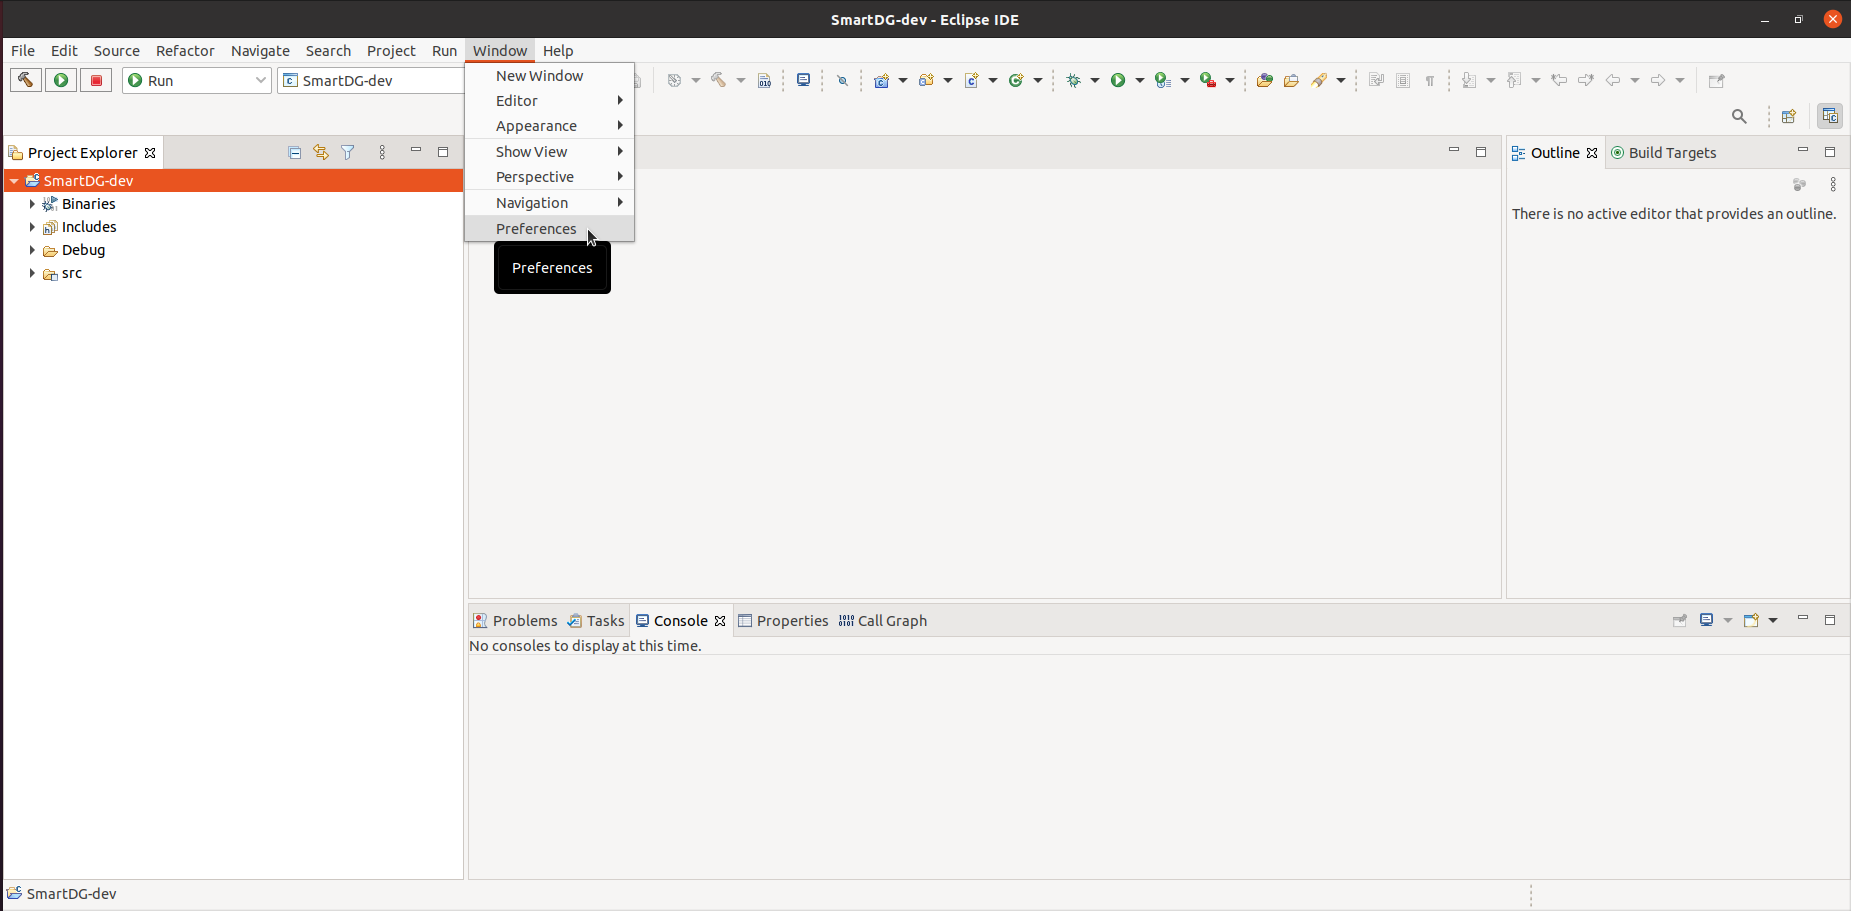 SmartDG-dev - Eclipse IDE
File Edit Source Refactor Navigate Search Project Run Window Help
Run
SmartDG-dev
New Window
Editor
Appearance
Show View
Perspective
Navigation
Preferences
Preferences
Project Explorer
SmartDG-dev
Binaries
Includes
Debug
src
Outline Build Targets
There is no active editor that provides an outline.
Problems Tasks Console Properties Call Graph
No consoles to display at this time.
SmartDG-dev